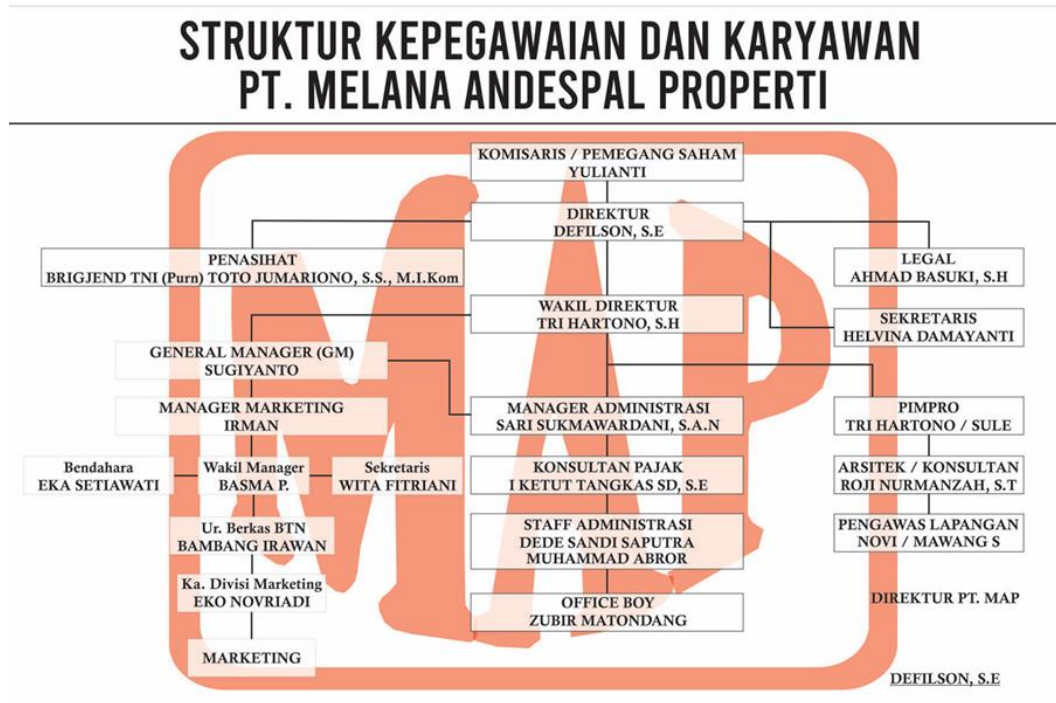 STRUKTUR KEPEGAWAIAN DAN KARYAWAN
PT. MELANA ANDESPAL PROPERTI
KOMISARIS / PEMEGANG SAHAM
YULIANTI
DIREKTUR
DEFILSON, S.E
PENASIHAT
BRIGJEND TNI (Purn) TOTO JUMARIONO, S.S., M.I.Kom
LEGAL
AHMAD BASUKI, S.H
WAKIL DIREKTUR
TRI HARTONO, S.H
SEKRETARIS
HELVINA DAMAYANTI
GENERAL MANAGER (GM)
SUGIYANTO
MANAGER MARKETING
IRMAN
MANAGER ADMINISTRASI
SARI SUKMAWARDANI, S.A.N
PIMPRO
TRI HARTONO / SULE
Bendahara
EKA SETIAWATI
Wakil Manager
BASMA P.
Sekretaris
WITA FITRIANI
KONSULTAN PAJAK
I KETUT TANGKAS SD, S.E
ARSITEK / KONSULTAN
ROJI NURMANZAH, S.T
Ur. Berkas BTN
BAMBANG IRAWAN
STAFF ADMINISTRASI
DEDE SANDI SAPUTRA
MUHAMMAD ABROR
PENGAWAS LAPANGAN
NOVI / MAWANG S
Ka. Divisi Marketing
EKO NOVRIADI
OFFICE BOY
ZUBIR MATONDANG
MARKETING
DIREKTUR PT. MAP
DEFILSON, S.E
MAP